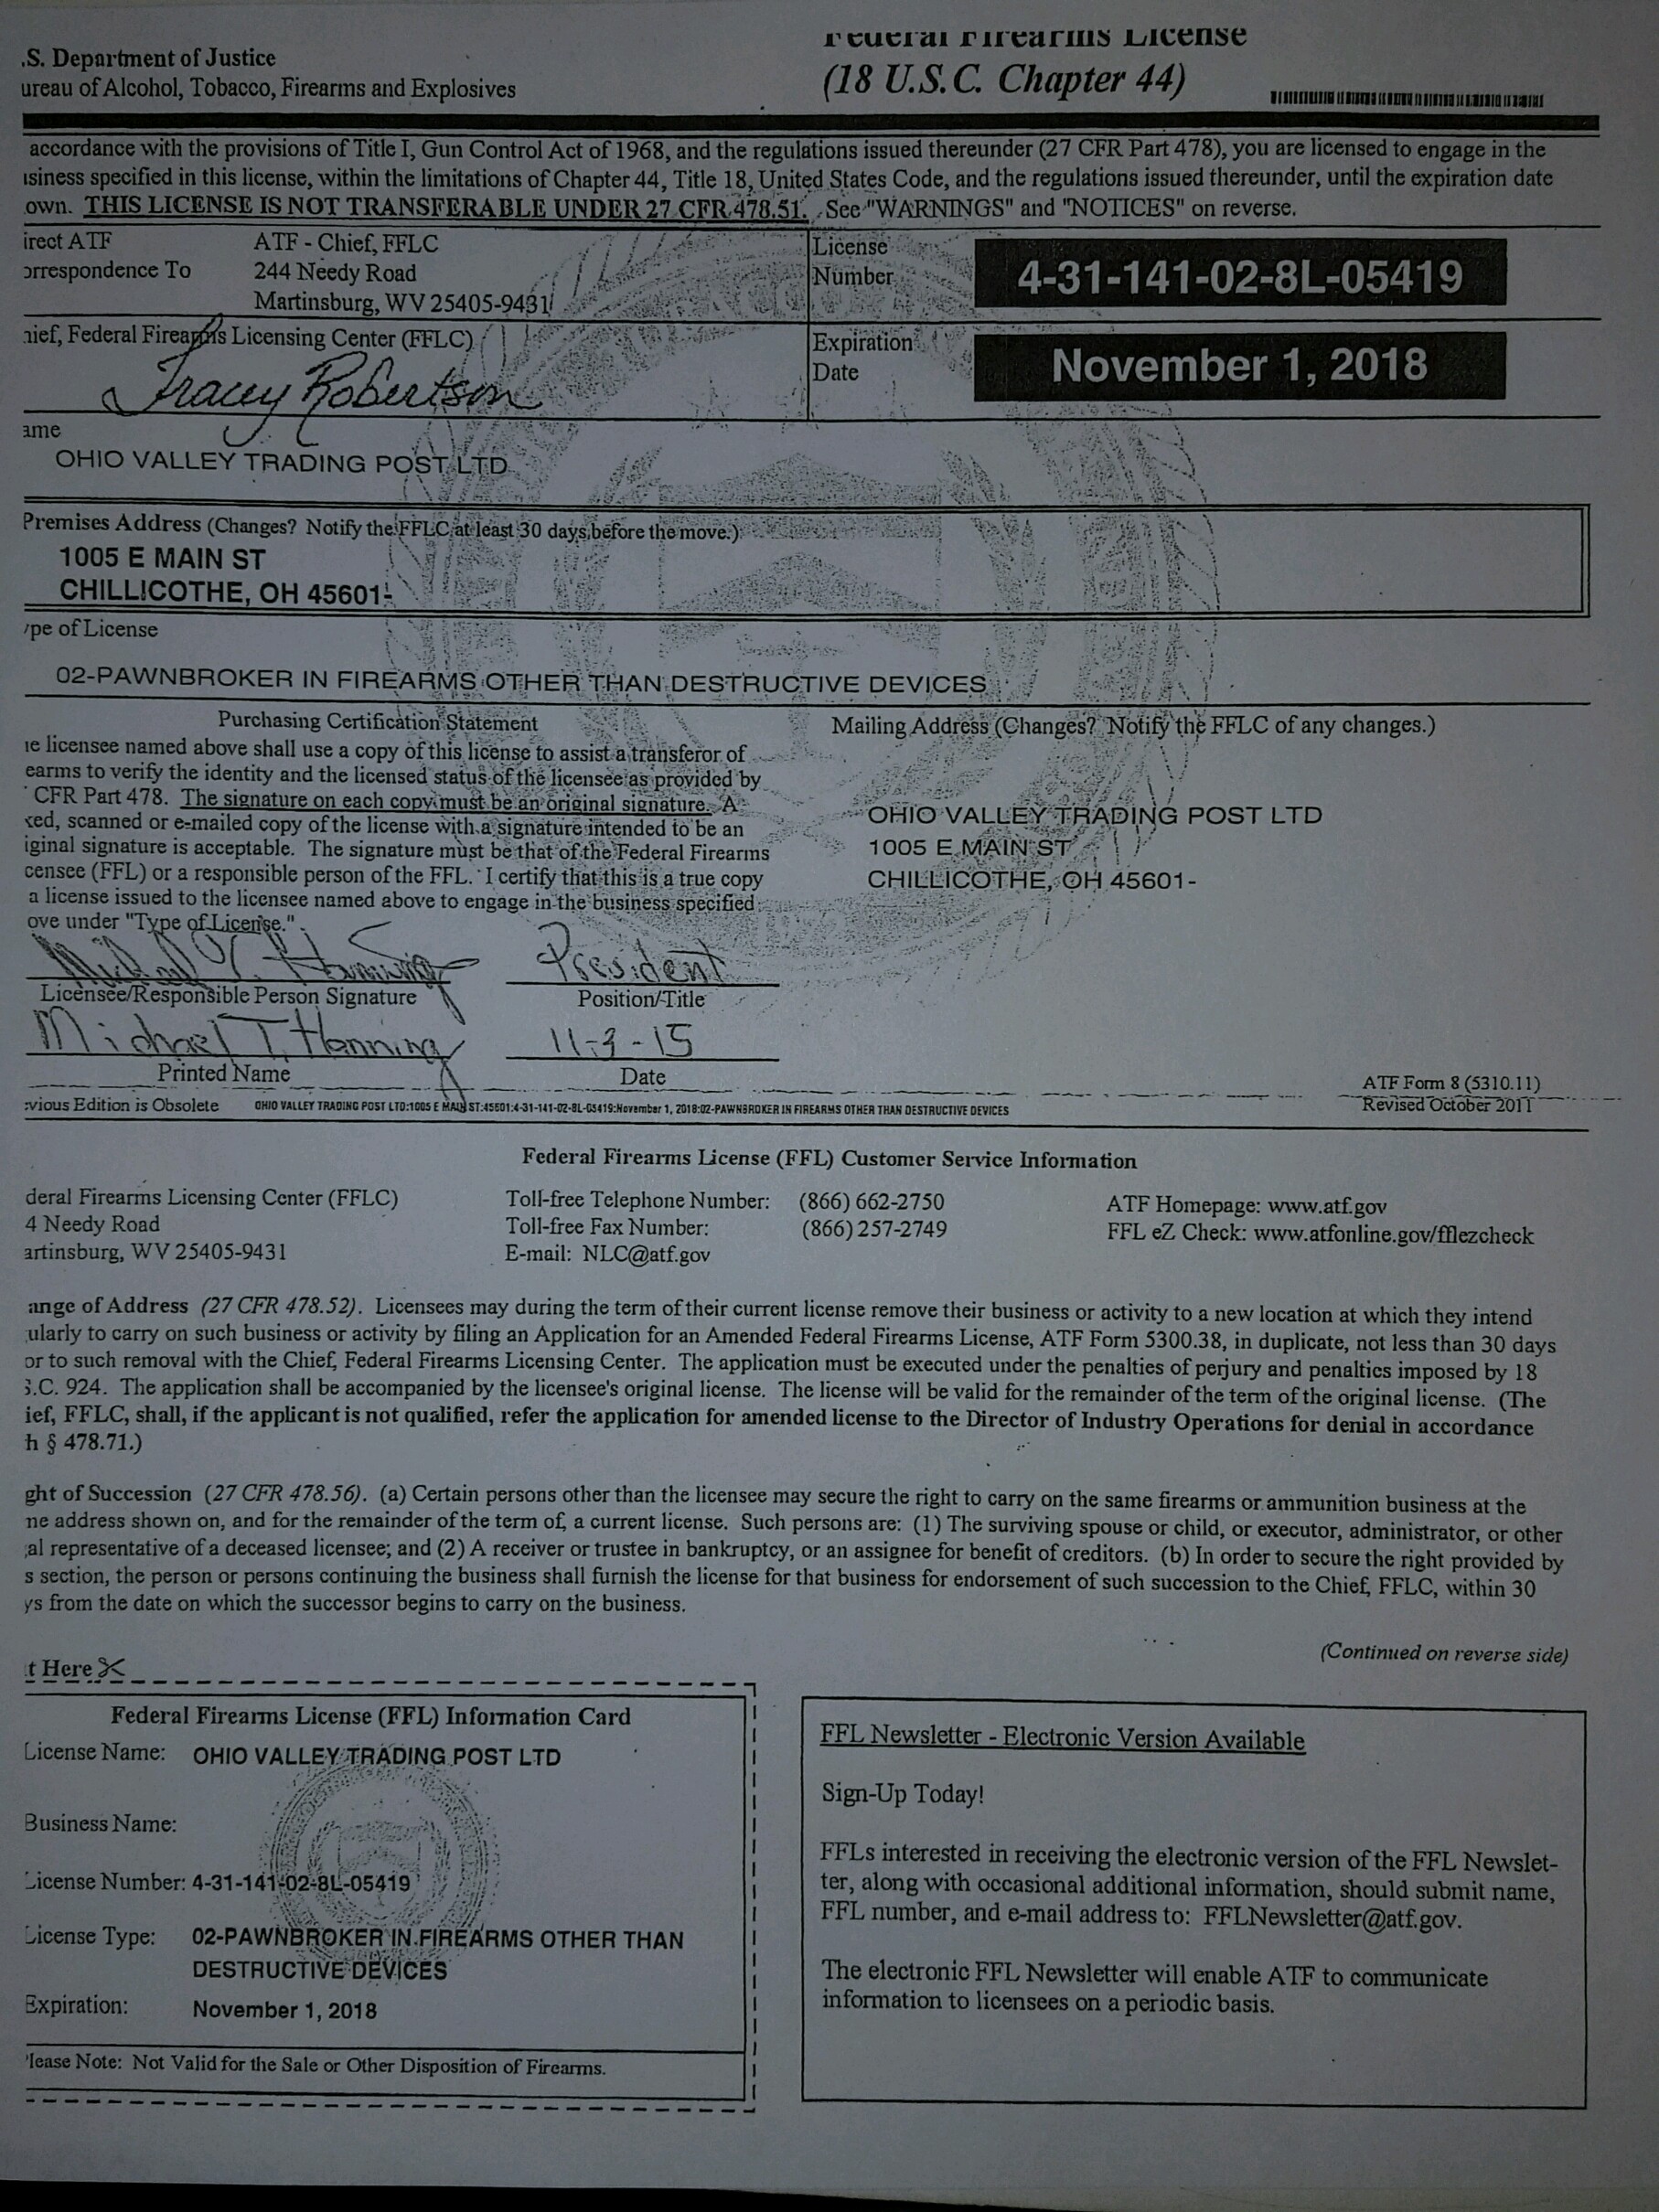 .S. Department of Justice
ureau of Alcohol, Tobacco, Firearms and Explosives
Federal Firearms License
(18 U.S.C. Chapter 44)
accordance with the provisions of Title I, Gun Control Act of 1968, and the regulations issued thereunder (27 CFR Part 478), you are licensed to engage in the
usiness specified in this license, within the limitations of Chapter 44, Title 18, United States Code, and the regulations issued thereunder, until the expiration date
own. THIS LICENSE IS NOT TRANSFERABLE UNDER 27 CFR 478.51. See "WARNINGS" and "NOTICES" on reverse.
irect ATF
orrespondence To
ATF - Chief, FFLC
244 Needy Road
Martinsburg, WV 25405-9431
License
Number
4-31-141-02-8L-05419
hief, Federal Firearms Licensing Center (FFLC)
Tracey Robertson
Expiration
Date
November 1, 2018
ame
OHIO VALLEY TRADING POST LTD
Premises Address (Changes? Notify the FFLC at least 30 days before the move.)
1005 E MAIN ST
CHILLICOTHE, OH 45601-
ype of License
02-PAWNBROKER IN FIREARMS OTHER THAN DESTRUCTIVE DEVICES
Purchasing Certification Statement
he licensee named above shall use a copy of this license to assist a transferor of
earms to verify the identity and the licensed status of the licensee as provided by
CFR Part 478. The signature on each copy must be an original signature. A
xed, scanned or e-mailed copy of the license with a signature intended to be an
iginal signature is acceptable. The signature must be that of the Federal Firearms
censee (FFL) or a responsible person of the FFL. I certify that this is a true copy
a license issued to the licensee named above to engage in the business specified
ove under "Type of License."
Mailing Address (Changes? Notify the FFLC of any changes.)
OHIO VALLEY TRADING POST LTD
1005 E MAIN ST
CHILLICOTHE, OH 45601-
Michael T. Hanning
President
Licensee/Responsible Person Signature
Position/Title
Michael T. Hanning
11-3-15
Printed Name
Date
ATF Form 8 (5310.11)
Revised October 2011
evious Edition is Obsolete
OHIO VALLEY TRADING POST LTD:1005 E MAIN ST:45601:4-31-141-02-8L-05419:November 1, 2018:02-PAWNBROKER IN FIREARMS OTHER THAN DESTRUCTIVE DEVICES
Federal Firearms License (FFL) Customer Service Information
deral Firearms Licensing Center (FFLC)
4 Needy Road
artinsburg, WV 25405-9431
Toll-free Telephone Number: (866) 662-2750
Toll-free Fax Number: (866) 257-2749
E-mail: NLC@atf.gov
ATF Homepage: www.atf.gov
FFL eZ Check: www.atfonline.gov/fflezcheck
ange of Address (27 CFR 478.52). Licensees may during the term of their current license remove their business or activity to a new location at which they intend
ularly to carry on such business or activity by filing an Application for an Amended Federal Firearms License, ATF Form 5300.38, in duplicate, not less than 30 days
or to such removal with the Chief, Federal Firearms Licensing Center. The application must be executed under the penalties of perjury and penalties imposed by 18
S.C. 924. The application shall be accompanied by the licensee's original license. The license will be valid for the remainder of the term of the original license. (The
ief, FFLC, shall, if the applicant is not qualified, refer the application for amended license to the Director of Industry Operations for denial in accordance
h § 478.71.)
ght of Succession (27 CFR 478.56). (a) Certain persons other than the licensee may secure the right to carry on the same firearms or ammunition business at the
me address shown on, and for the remainder of the term of, a current license. Such persons are: (1) The surviving spouse or child, or executor, administrator, or other
al representative of a deceased licensee; and (2) A receiver or trustee in bankruptcy, or an assignee for benefit of creditors. (b) In order to secure the right provided by
s section, the person or persons continuing the business shall furnish the license for that business for endorsement of such succession to the Chief, FFLC, within 30
ys from the date on which the successor begins to carry on the business.
(Continued on reverse side)
t Here
Federal Firearms License (FFL) Information Card
License Name: OHIO VALLEY TRADING POST LTD
Business Name:
License Number: 4-31-141-02-8L-05419
License Type: 02-PAWNBROKER IN FIREARMS OTHER THAN
DESTRUCTIVE DEVICES
Expiration: November 1, 2018
lease Note: Not Valid for the Sale or Other Disposition of Firearms.
FFL Newsletter - Electronic Version Available
Sign-Up Today!
FFLs interested in receiving the electronic version of the FFL Newslet-
ter, along with occasional additional information, should submit name,
FFL number, and e-mail address to: FFLNewsletter@atf.gov.
The electronic FFL Newsletter will enable ATF to communicate
information to licensees on a periodic basis.